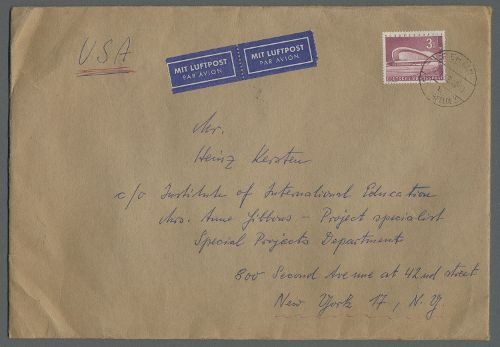 USA
MIT LUFTPOST
PAR AVION
MIT LUFTPOST
PAR AVION
3
Mr.
Heinz Kersten
c/o Institute of International Education
Mrs. Anne Gibbons – Project specialist
Special Projects Department
800 Second Avenue at 42nd street
New York 17, N.Y.